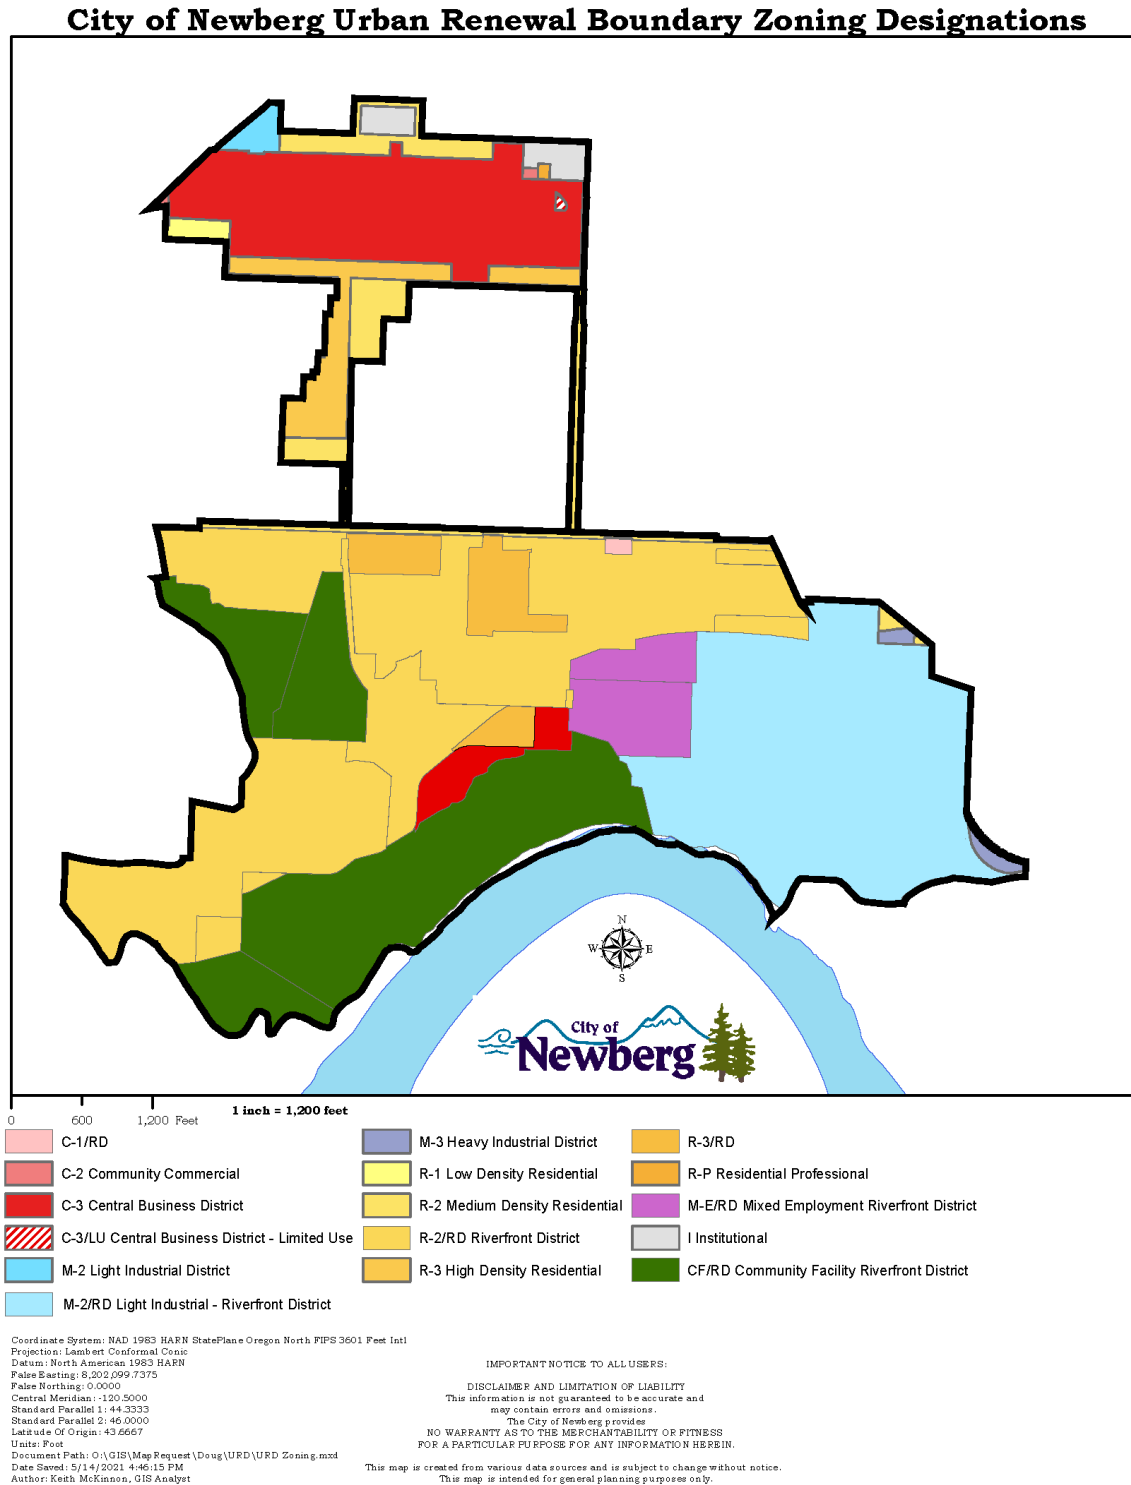 City of Newberg Urban Renewal Boundary Zoning Designations
N
W E
S
City of
Newberg
0 600 1,200 Feet
1 inch = 1,200 feet
C-1/RD
C-2 Community Commercial
C-3 Central Business District
C-3/LU Central Business District - Limited Use
M-2 Light Industrial District
M-2/RD Light Industrial - Riverfront District
M-3 Heavy Industrial District
R-1 Low Density Residential
R-2 Medium Density Residential
R-2/RD Riverfront District
R-3 High Density Residential
R-3/RD
R-P Residential Professional
M-E/RD Mixed Employment Riverfront District
I Institutional
CF/RD Community Facility Riverfront District
Coordinate System: NAD 1983 HARN StatePlane Oregon North FIPS 3601 Feet Intl
Projection: Lambert Conformal Conic
Datum: North American 1983 HARN
False Easting: 8,202,099.7375
False Northing: 0.0000
Central Meridian: -120.5000
Standard Parallel 1: 44.3333
Standard Parallel 2: 46.0000
Latitude Of Origin: 43.6667
Units: Foot
Document Path: O:\GIS\MapRequest\Doug\URD\URD Zoning.mxd
Date Saved: 5/14/2021 4:46:15 PM
Author: Keith McKinnon, GIS Analyst
IMPORTANT NOTICE TO ALL USERS:
DISCLAIMER AND LIMITATION OF LIABILITY
This information is not guaranteed to be accurate and
may contain errors and omissions.
The City of Newberg provides
NO WARRANTY AS TO THE MERCHANTABILITY OR FITNESS
FOR A PARTICULAR PURPOSE FOR ANY INFORMATION HEREIN.
This map is created from various data sources and is subject to change without notice.
This map is intended for general planning purposes only.